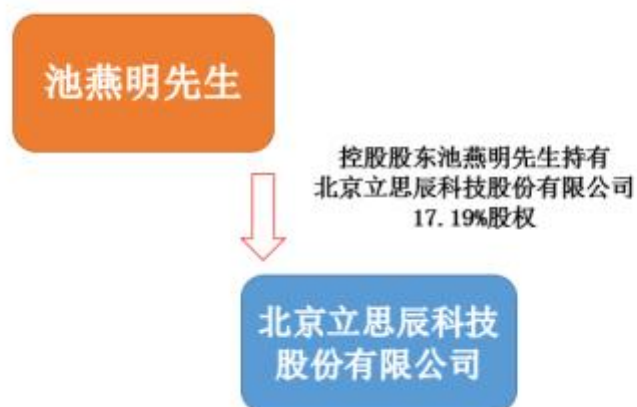 池燕明先生
控股股东池燕明先生持有
北京立思辰科技股份有限公司
17.19%股权
北京立思辰科技
股份有限公司